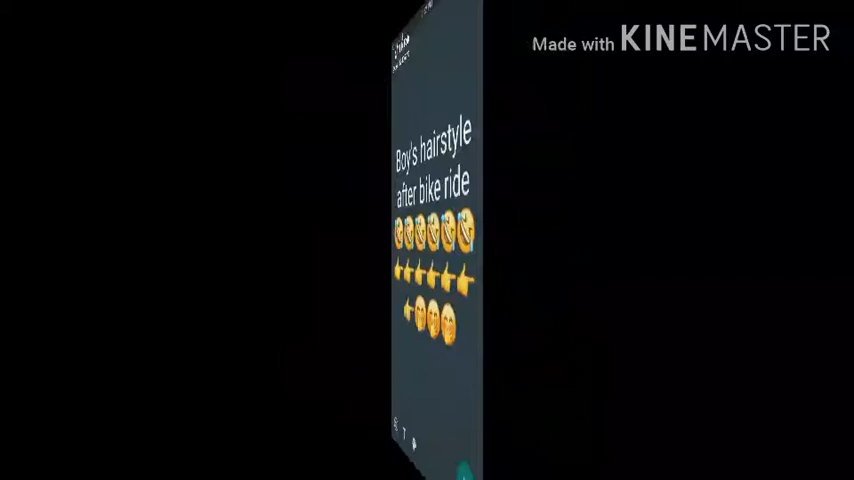 Made with KINEMASTER
Boy's hairstyle
after bike ride
🤣🤣🤣🤣🤣🤣
👉👉👉👉👉👉
👉🤭🤭🤭
T